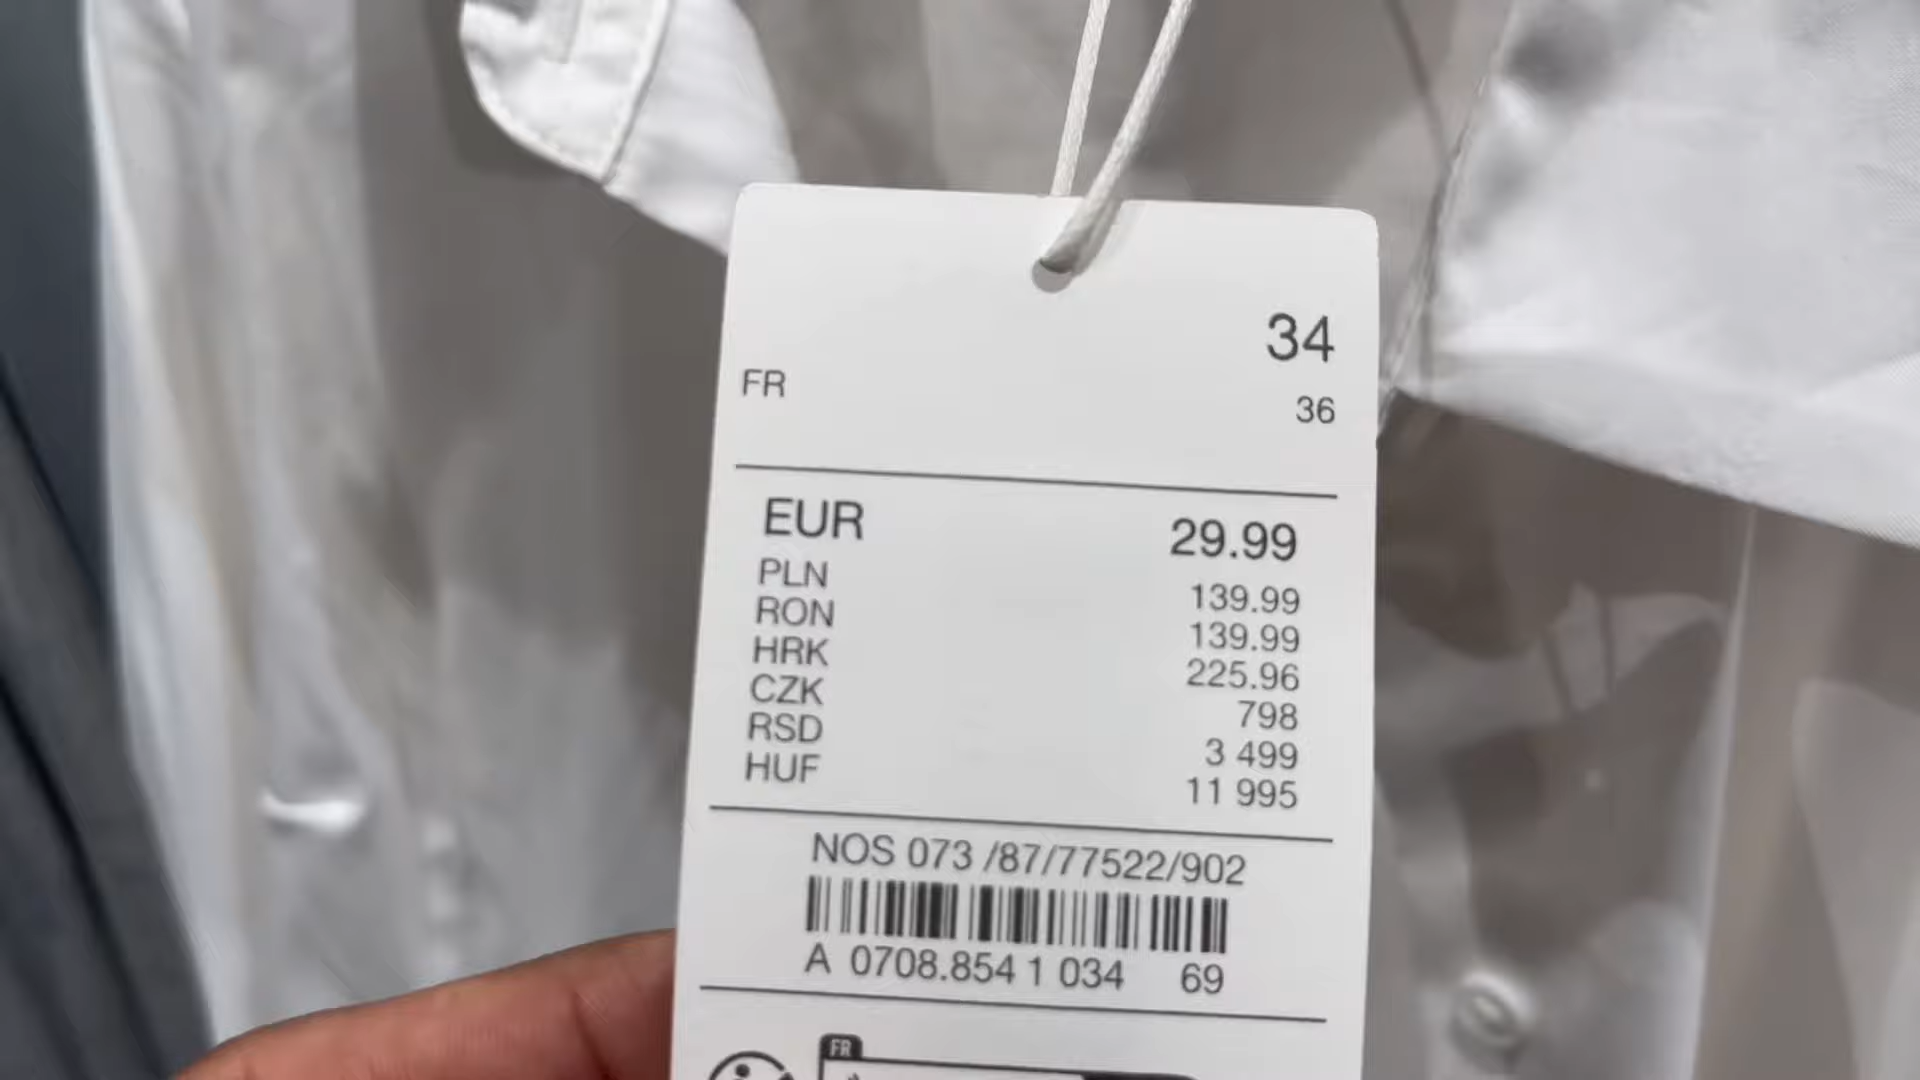 34
FR 36
EUR 29.99
PLN 139.99
RON 139.99
HRK 225.96
CZK 798
RSD 3 499
HUF 11 995
NOS 073 /87/77522/902
A 0708.854 1 034 69
FR